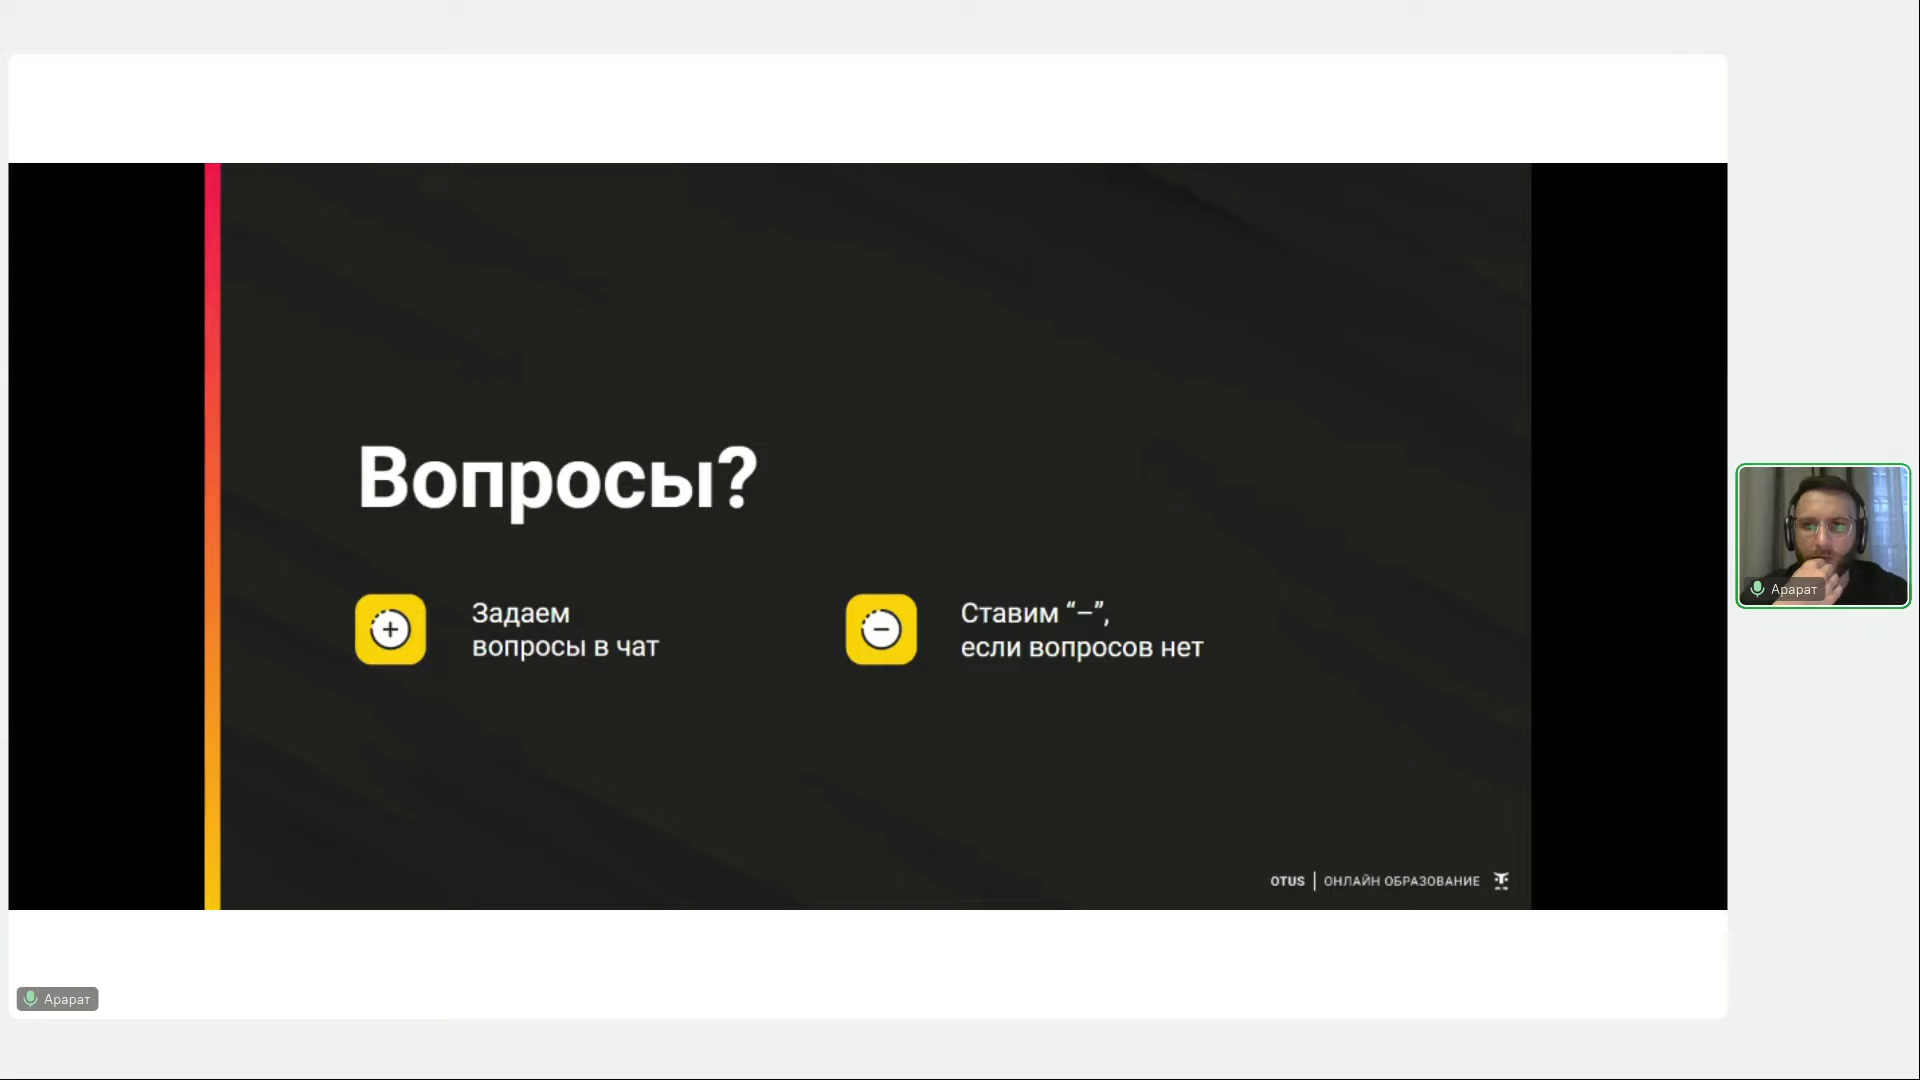 Вопросы?
Задаем
вопросы в чат
Ставим “–”,
если вопросов нет
OTUS | ОНЛАЙН ОБРАЗОВАНИЕ
Арарат
Арарат